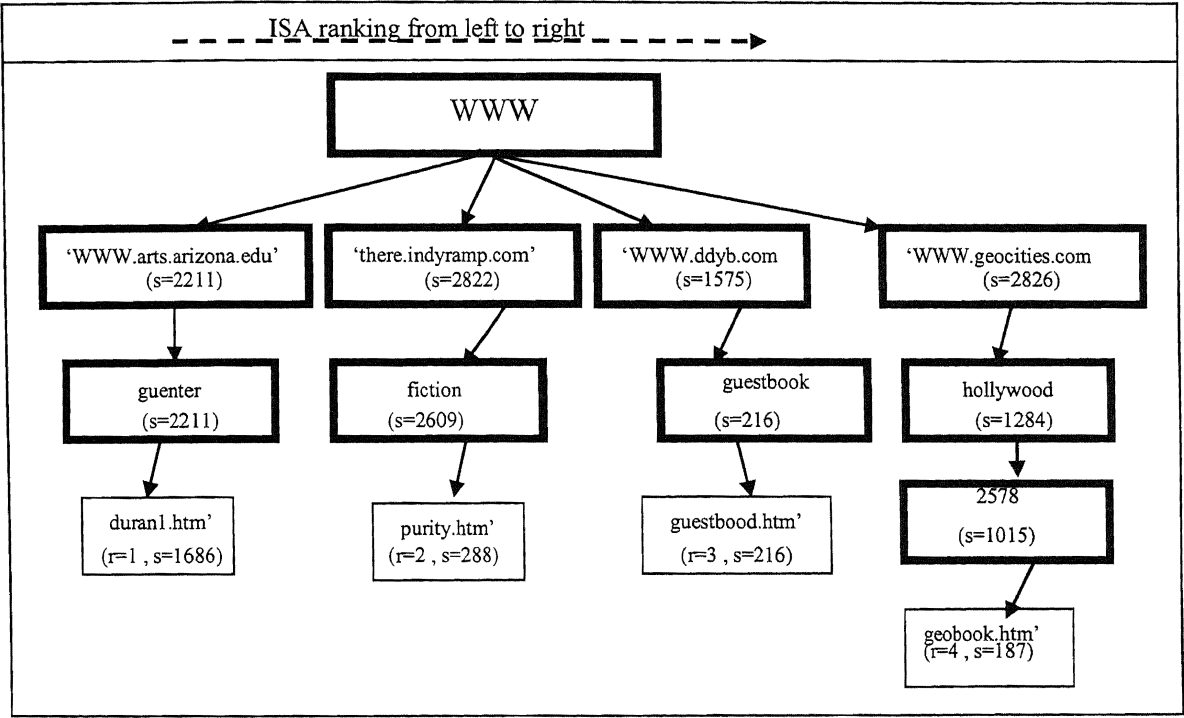 ISA ranking from left to right
WWW
‘WWW.arts.arizona.edu’
(s=2211)
‘there.indyramp.com’
(s=2822)
‘WWW.ddyb.com
(s=1575)
‘WWW.geocities.com
(s=2826)
guenter
(s=2211)
fiction
(s=2609)
guestbook
(s=216)
hollywood
(s=1284)
duran1.htm’
(r=1 , s=1686)
purity.htm’
(r=2 , s=288)
guestbood.htm’
(r=3 , s=216)
2578
(s=1015)
geobook.htm’
(r=4 , s=187)